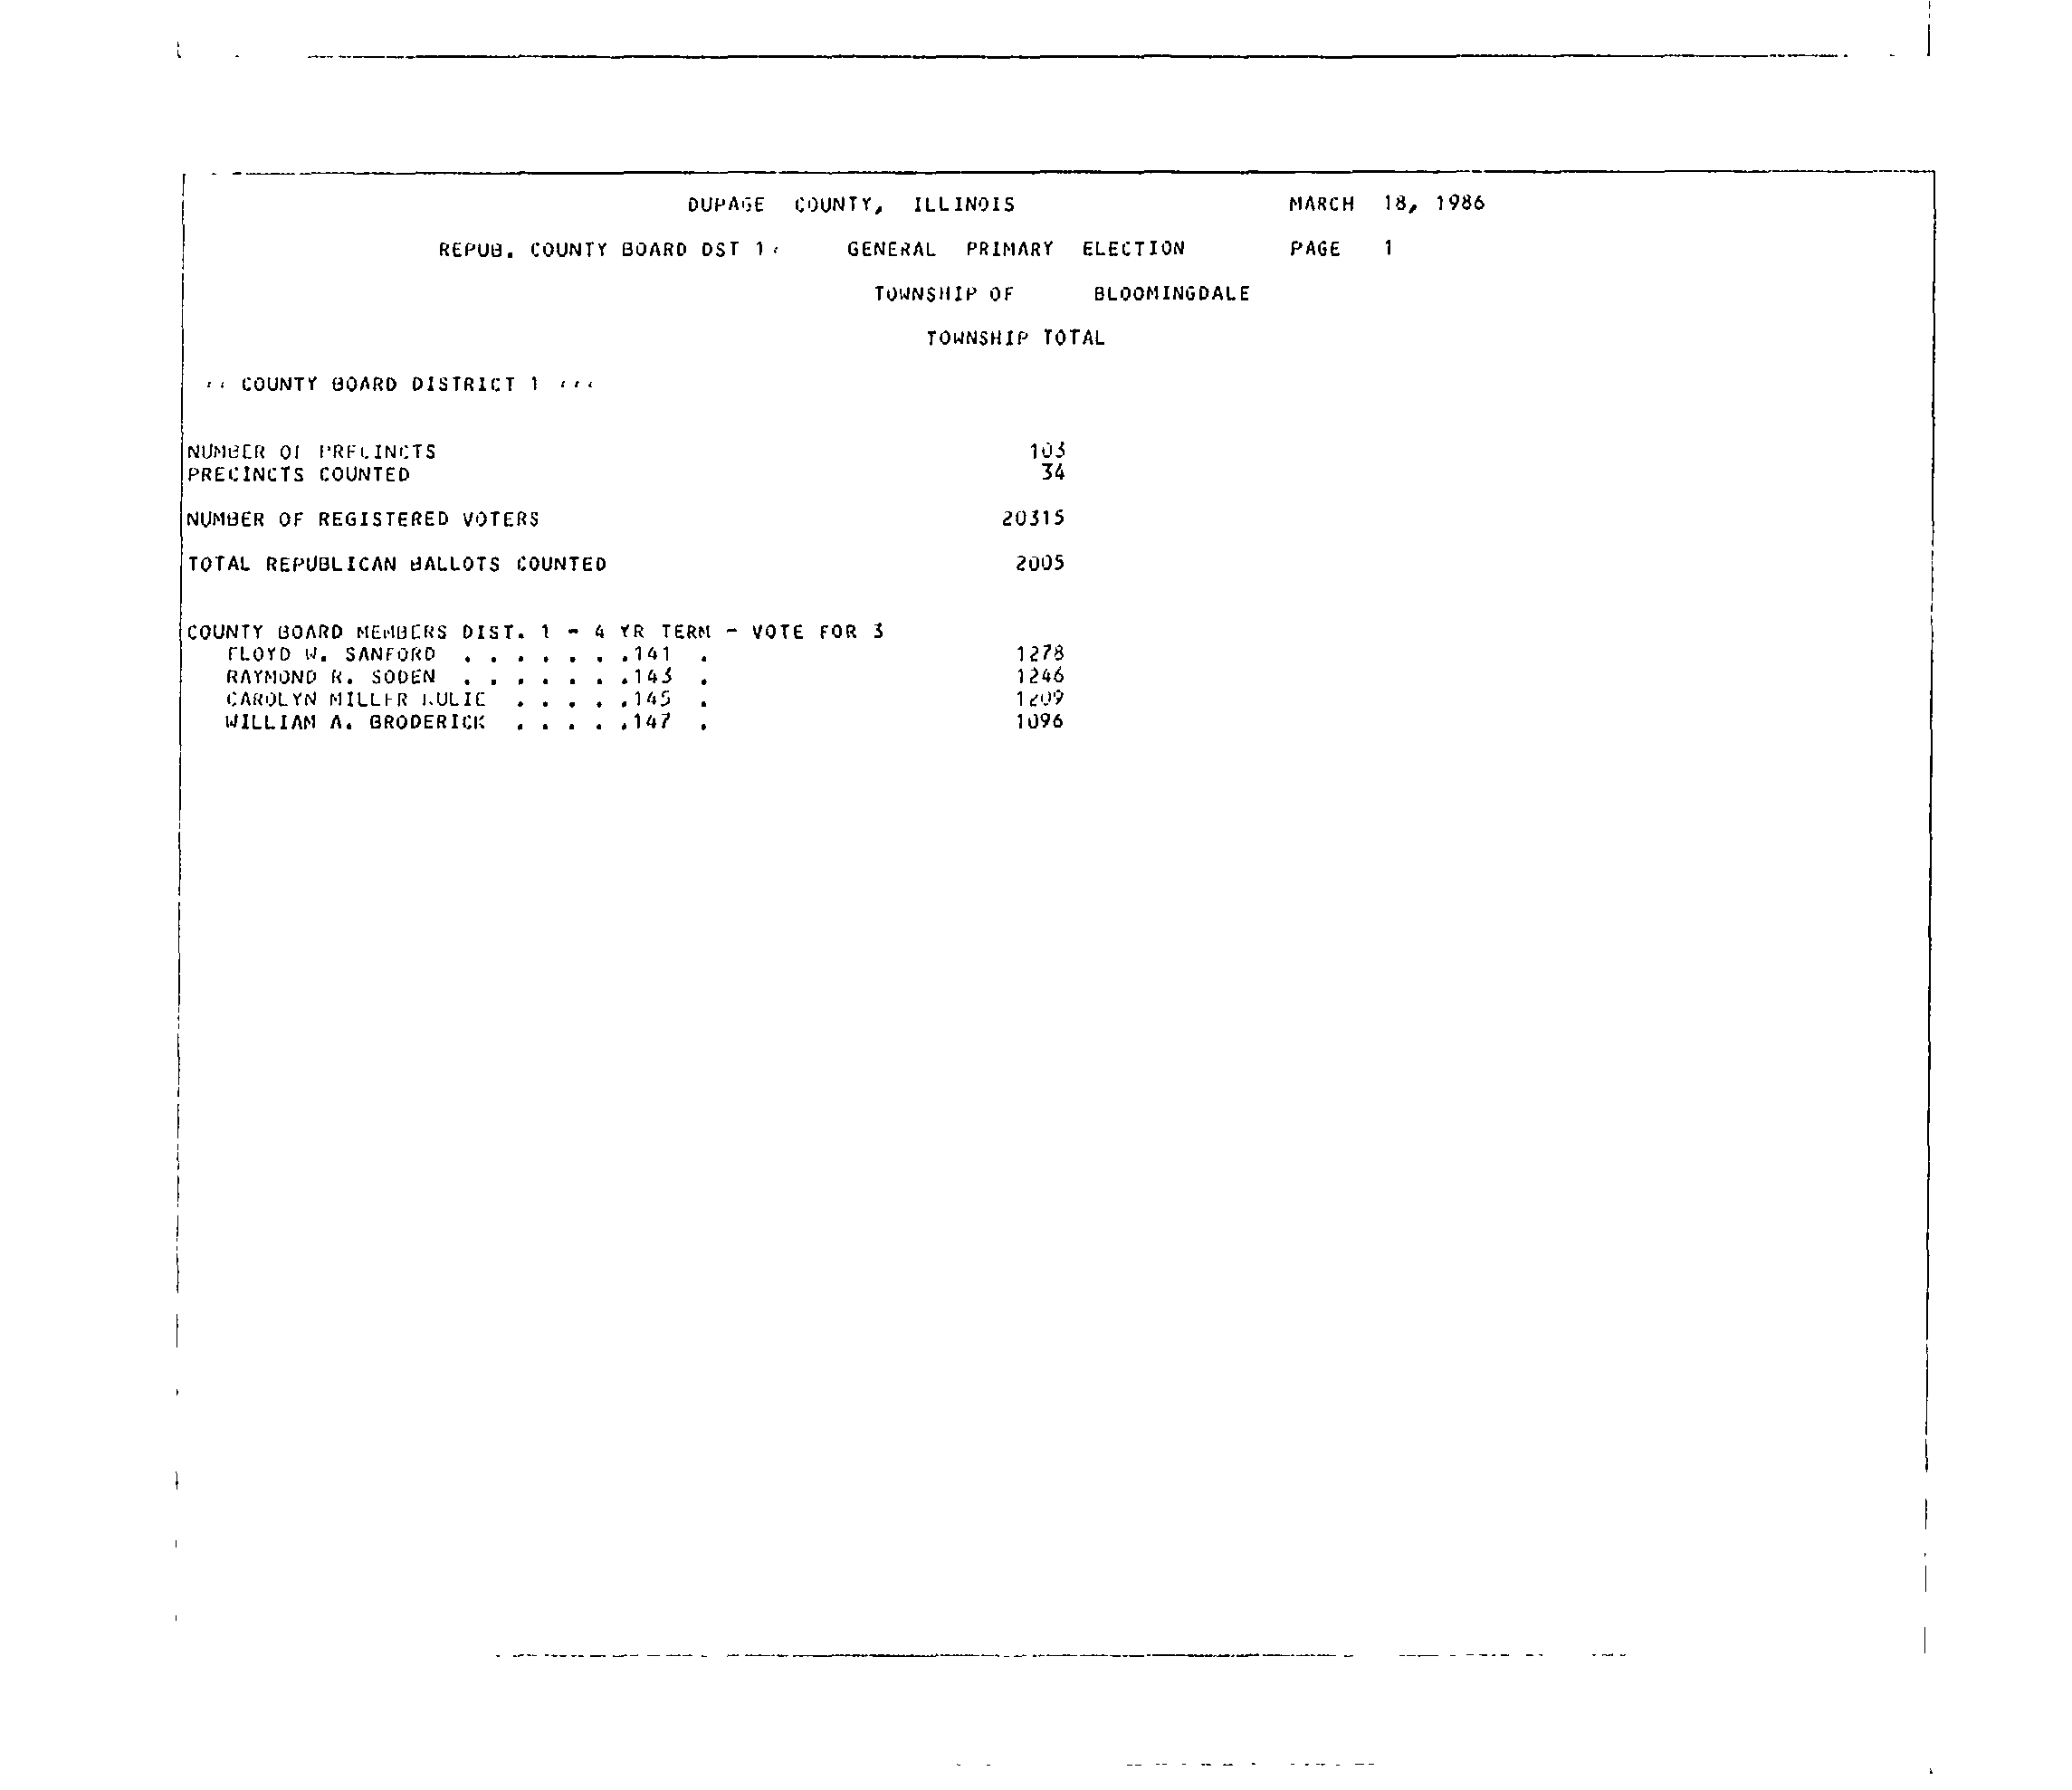 DUPAGE COUNTY, ILLINOIS MARCH 18, 1986
REPUB. COUNTY BOARD DST 1 GENERAL PRIMARY ELECTION PAGE 1
TOWNSHIP OF BLOOMINGDALE
TOWNSHIP TOTAL
COUNTY BOARD DISTRICT 1
NUMBER OF PRECINCTS 103
PRECINCTS COUNTED 34
NUMBER OF REGISTERED VOTERS 20315
TOTAL REPUBLICAN BALLOTS COUNTED 2005
COUNTY BOARD MEMBERS DIST. 1 - 4 YR TERM - VOTE FOR 3
FLOYD W. SANFORD . . . . . . .141 . 1278
RAYMOND R. SODEN . . . . . . .143 . 1246
CAROLYN MILLER . . . . .145 . 1209
WILLIAM A. BRODERICK . . . . .147 . 1096